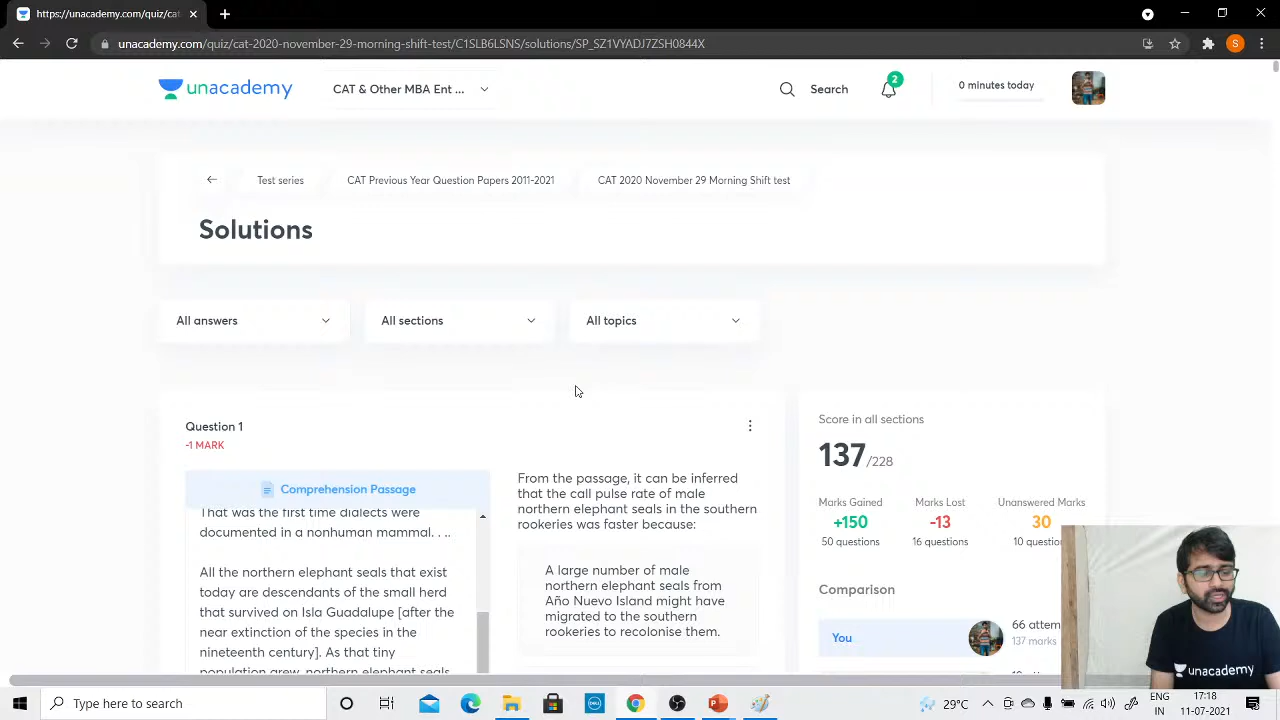 https://unacademy.com/quiz/cat
unacademy.com/quiz/cat-2020-november-29-morning-shift-test/C1SLB6LSNS/solutions/SP_SZ1VYADJ7ZSH0844X
S
unacademy
CAT & Other MBA Ent ...
Search
2
0 minutes today
Test series
CAT Previous Year Question Papers 2011-2021
CAT 2020 November 29 Morning Shift test
Solutions
All answers
All sections
All topics
Question 1
-1 MARK
Comprehension Passage
That was the first time dialects were
documented in a nonhuman mammal. . ..
All the northern elephant seals that exist
today are descendants of the small herd
that survived on Isla Guadalupe [after the
near extinction of the species in the
nineteenth century]. As that tiny
population grew, northern elephant seals
From the passage, it can be inferred
that the call pulse rate of male
northern elephant seals in the southern
rookeries was faster because:
A large number of male
northern elephant seals from
Año Nuevo Island might have
migrated to the southern
rookeries to recolonise them.
Score in all sections
137/228
Marks Gained
+150
50 questions
Marks Lost
-13
16 questions
Unanswered Marks
30
10 question
Comparison
You
66 attem
137 marks
unacademy
Type here to search
DELL
29°C
ENG
IN
17:18
11-07-2021